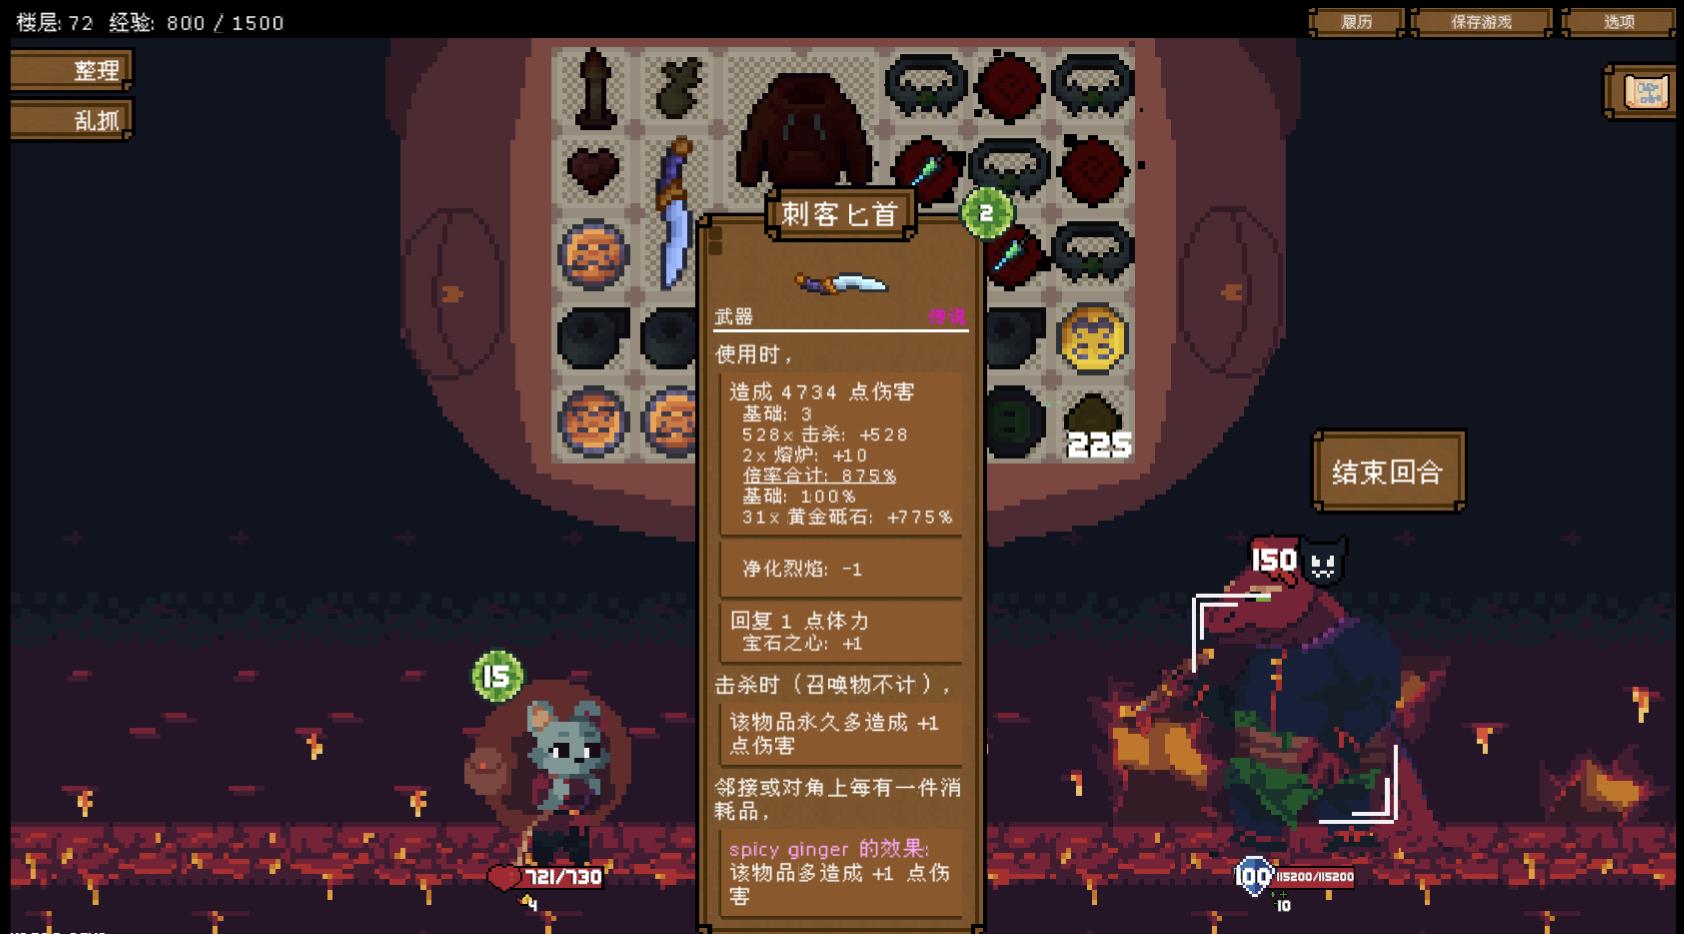 楼层: 72 经验: 800 / 1500
履历
保存游戏
选项
整理
乱抓
刺客匕首
2
武器
传说
使用时,
造成 4734 点伤害
基础: 3
528x 击杀: +528
2x 熔炉: +10
倍率合计: 875%
基础: 100%
31x 黄金砥石: +775%
净化烈焰: -1
回复 1 点体力
宝石之心: +1
击杀时（召唤物不计）,
该物品永久多造成 +1
点伤害
邻接或对角上每有一件消
耗品,
spicy ginger 的效果:
该物品多造成 +1 点伤
害
225
结束回合
150
15
721/730
4
100
115200/115200
10